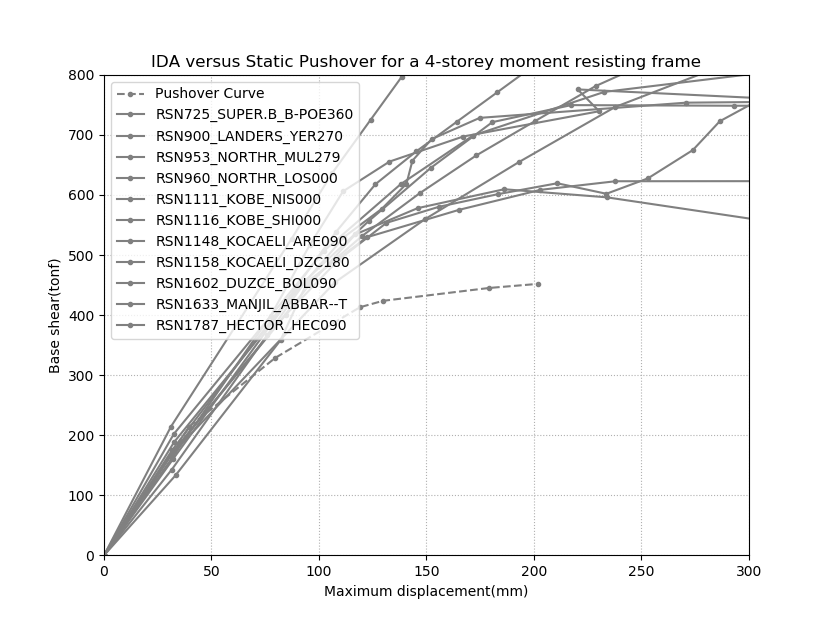 IDA versus Static Pushover for a 4-storey moment resisting frame
800
700
600
500
400
300
200
100
0
Base shear(tonf)
Pushover Curve
RSN725_SUPER.B_B-POE360
RSN900_LANDERS_YER270
RSN953_NORTHR_MUL279
RSN960_NORTHR_LOS000
RSN1111_KOBE_NIS000
RSN1116_KOBE_SHI000
RSN1148_KOCAELI_ARE090
RSN1158_KOCAELI_DZC180
RSN1602_DUZCE_BOL090
RSN1633_MANJIL_ABBAR--T
RSN1787_HECTOR_HEC090
0 50 100 150 200 250 300
Maximum displacement(mm)